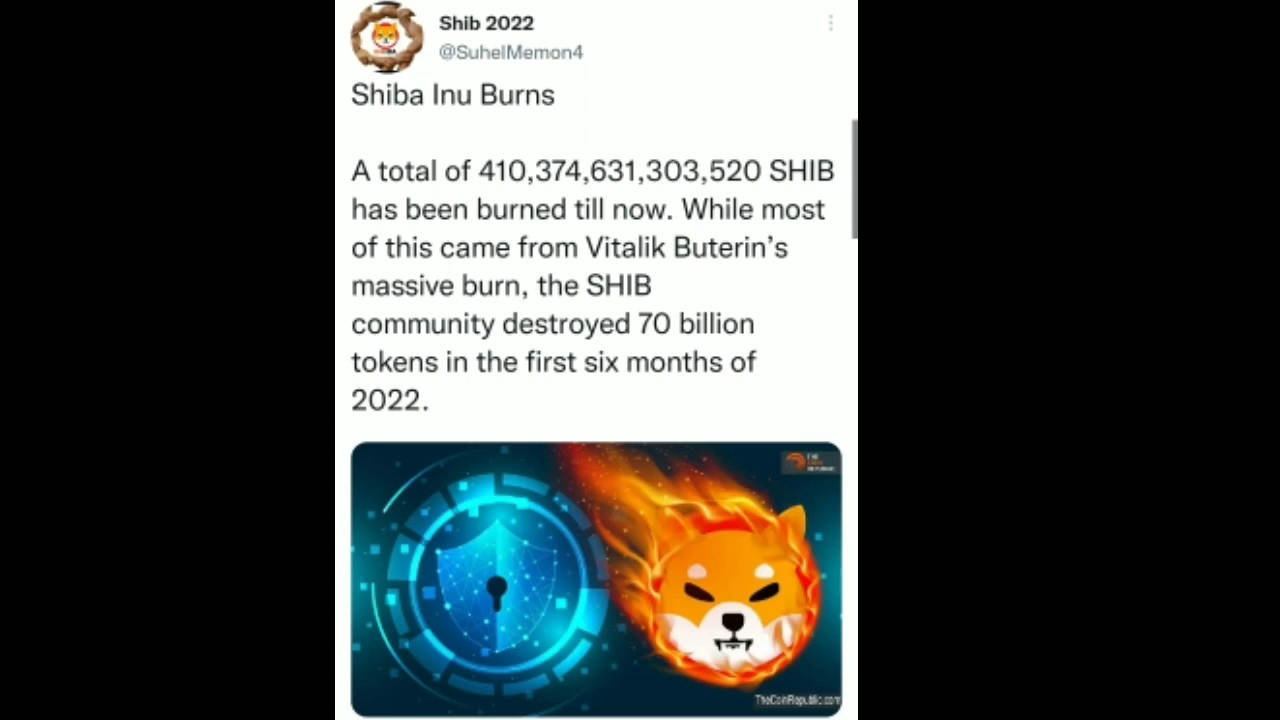 Shib 2022
@SuhelMemon4
Shiba Inu Burns
A total of 410,374,631,303,520 SHIB
has been burned till now. While most
of this came from Vitalik Buterin’s
massive burn, the SHIB
community destroyed 70 billion
tokens in the first six months of
2022.
TheCoinRepublic.com